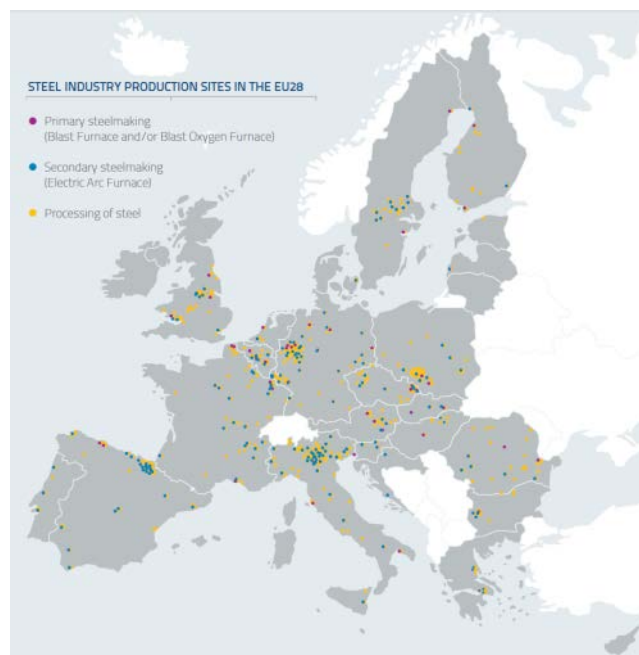 STEEL INDUSTRY PRODUCTION SITES IN THE EU28
Primary steelmaking
(Blast Furnace and/or Blast Oxygen Furnace)
Secondary steelmaking
(Electric Arc Furnace)
Processing of steel